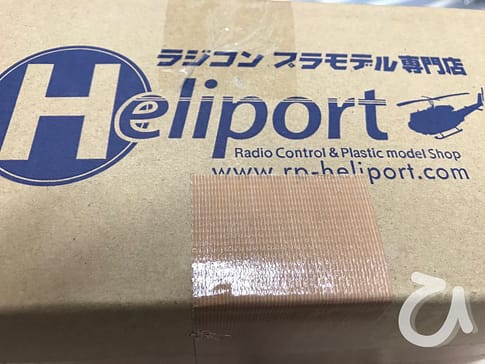 ラジコン プラモデル専門店
Heliport
Radio Control & Plastic model Shop
www.rp-heliport.com
ひ